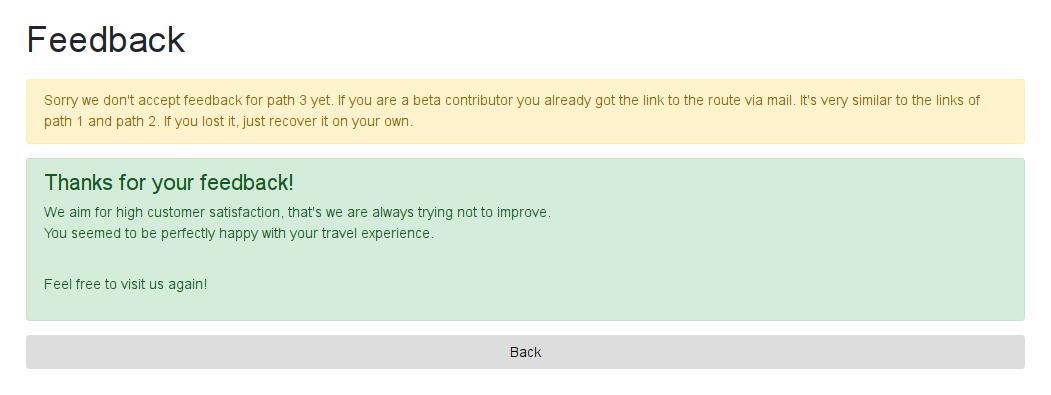 Feedback
Sorry we don't accept feedback for path 3 yet. If you are a beta contributor you already got the link to the route via mail. It's very similar to the links of
path 1 and path 2. If you lost it, just recover it on your own.
Thanks for your feedback!
We aim for high customer satisfaction, that's we are always trying not to improve.
You seemed to be perfectly happy with your travel experience.
Feel free to visit us again!
Back